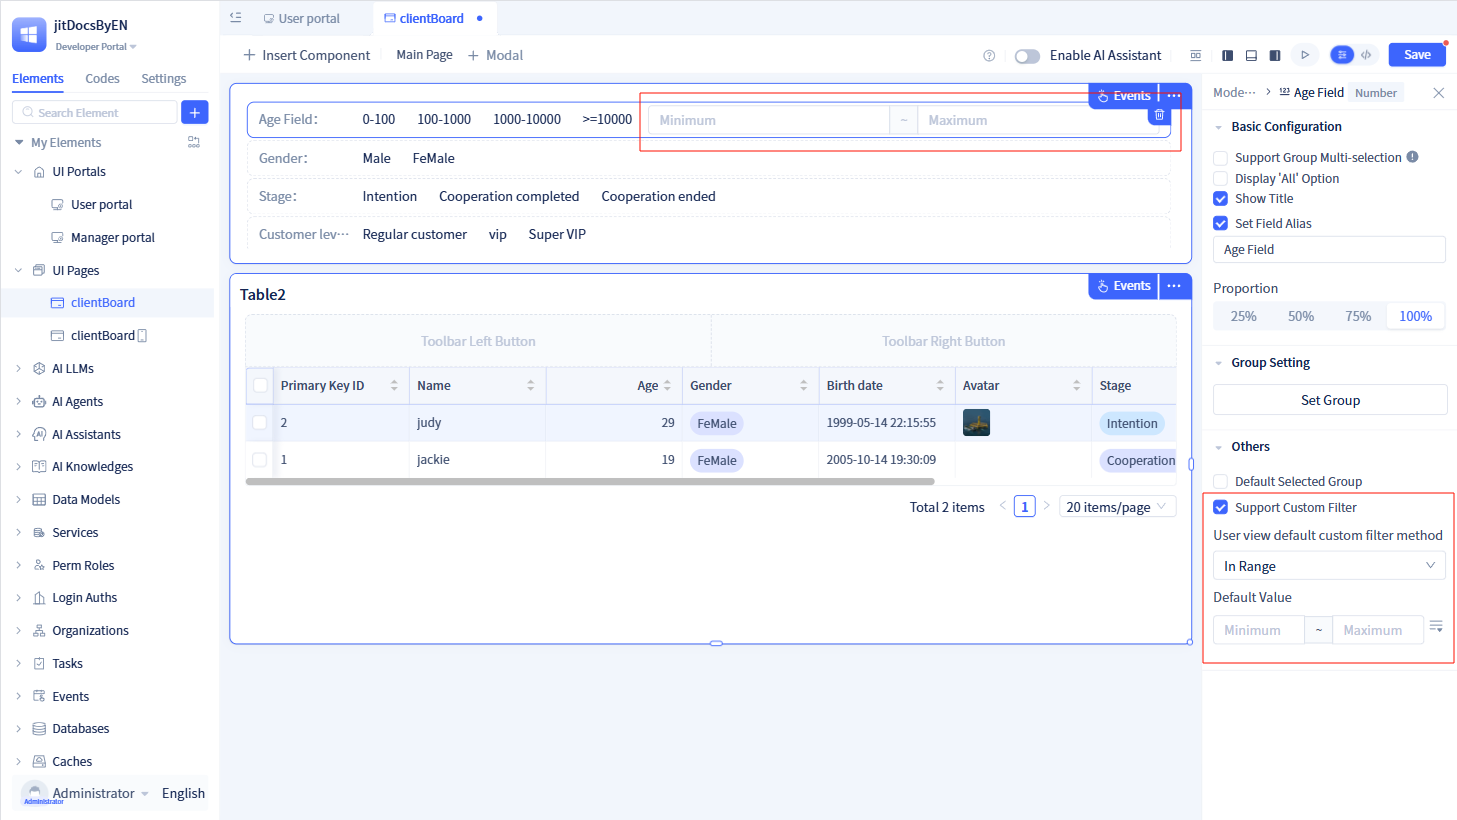 jitDocsByEN
Developer Portal
Elements
Codes
Settings
Search Element
My Elements
UI Portals
User portal
Manager portal
UI Pages
clientBoard
clientBoard
AI LLMs
AI Agents
AI Assistants
AI Knowledges
Data Models
Services
Perm Roles
Login Auths
Organizations
Tasks
Events
Databases
Caches
Administrator
Administrator
English
User portal
clientBoard
Insert Component
Main Page
Modal
Enable AI Assistant
Save
Events
Age Field:
0-100
100-1000
1000-10000
>=10000
Minimum
~
Maximum
Gender:
Male
FeMale
Stage:
Intention
Cooperation completed
Cooperation ended
Customer lev···
Regular customer
vip
Super VIP
Table2
Events
Toolbar Left Button
Toolbar Right Button
Primary Key ID
Name
Age
Gender
Birth date
Avatar
Stage
2
judy
29
FeMale
1999-05-14 22:15:55
Intention
1
jackie
19
FeMale
2005-10-14 19:30:09
Cooperation
Total 2 items
1
20 items/page
Mode···
Age Field
Number
Basic Configuration
Support Group Multi-selection
Display 'All' Option
Show Title
Set Field Alias
Age Field
Proportion
25%
50%
75%
100%
Group Setting
Set Group
Others
Default Selected Group
Support Custom Filter
User view default custom filter method
In Range
Default Value
Minimum
~
Maximum